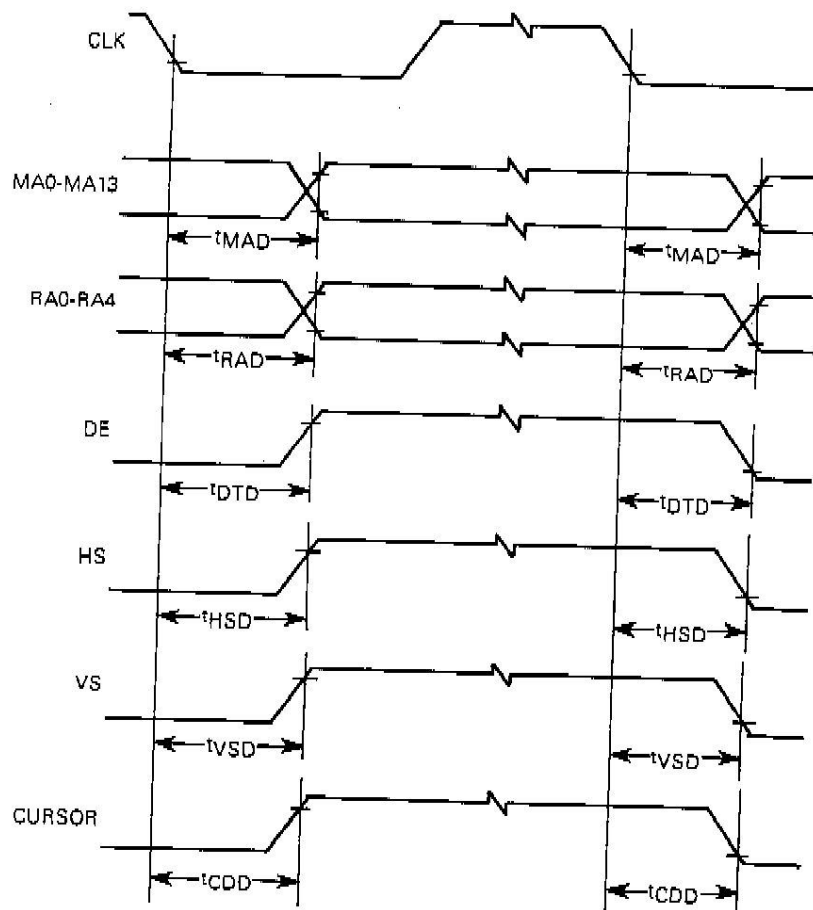 CLK
MA0-MA13
tMAD tMAD
RA0-RA4
tRAD tRAD
DE
tDTD tDTD
HS
tHSD tHSD
VS
tVSD tVSD
CURSOR
tCDD tCDD